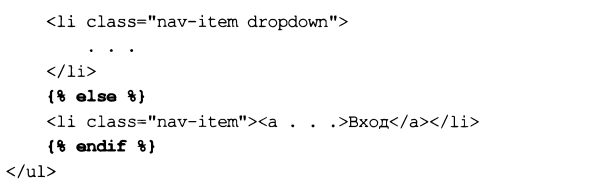 <li class="nav-item dropdown">
. . .
</li>
{% else %}
<li class="nav-item"><a . . .>Вход</a></li>
{% endif %}
</ul>